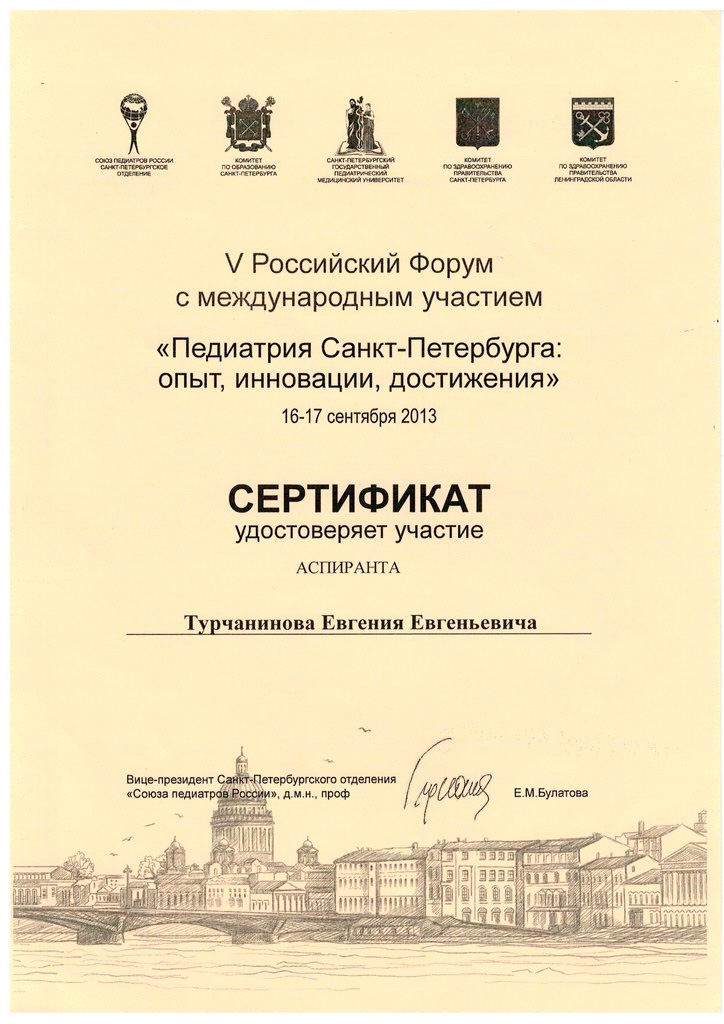 СОЮЗ ПЕДИАТРОВ РОССИИ
САНКТ-ПЕТЕРБУРГСКОЕ
ОТДЕЛЕНИЕ
КОМИТЕТ
ПО ОБРАЗОВАНИЮ
САНКТ-ПЕТЕРБУРГА
САНКТ-ПЕТЕРБУРГСКИЙ
ГОСУДАРСТВЕННЫЙ
ПЕДИАТРИЧЕСКИЙ
МЕДИЦИНСКИЙ УНИВЕРСИТЕТ
КОМИТЕТ
ПО ЗДРАВООХРАНЕНИЮ
ПРАВИТЕЛЬСТВА
САНКТ-ПЕТЕРБУРГА
КОМИТЕТ
ПО ЗДРАВООХРАНЕНИЮ
ПРАВИТЕЛЬСТВА
ЛЕНИНГРАДСКОЙ ОБЛАСТИ
V Российский Форум
с международным участием
«Педиатрия Санкт-Петербурга:
опыт, инновации, достижения»
16-17 сентября 2013
СЕРТИФИКАТ
удостоверяет участие
АСПИРАНТА
Турчанинова Евгения Евгеньевича
Вице-президент Санкт-Петербургского отделения
«Союза педиатров России», д.м.н., проф
Е.М.Булатова